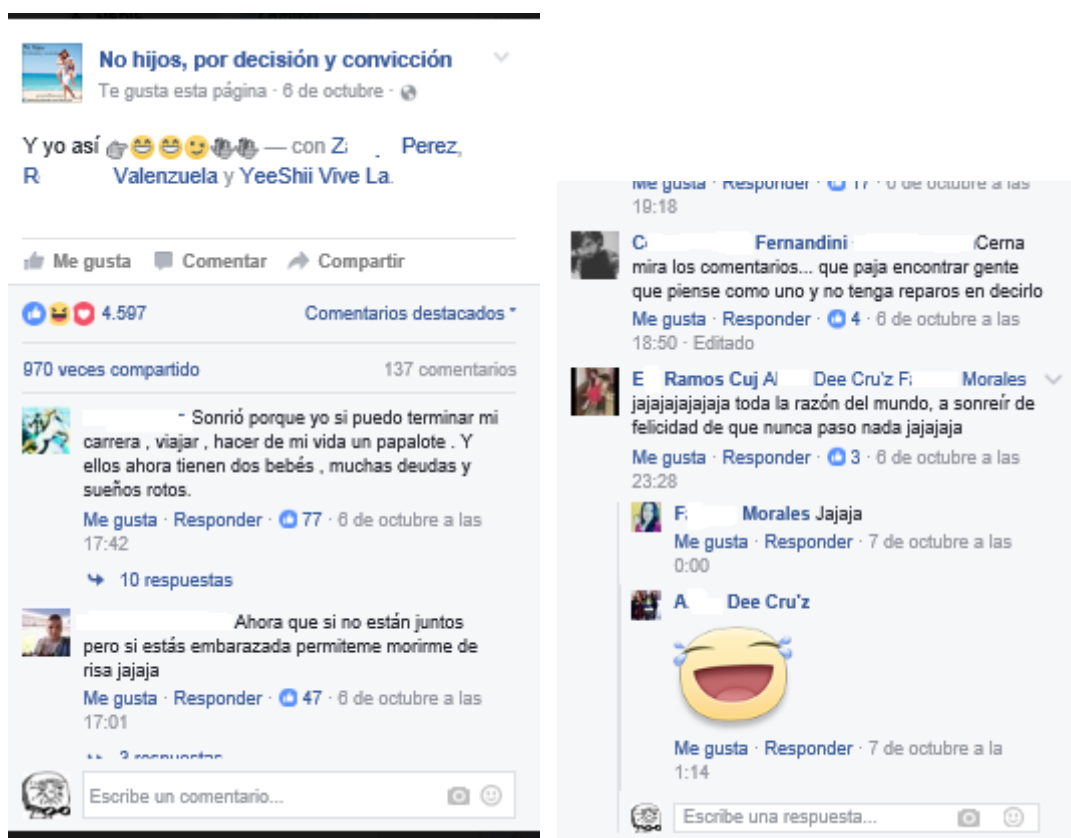 No hijos, por decisión y convicción
Te gusta esta página · 6 de octubre ·
Y yo así — con Perez,
Valenzuela y YeeShii Vive La.
Me gusta Comentar Compartir
4.597 Comentarios destacados
970 veces compartido 137 comentarios
Sonrió porque yo si puedo terminar mi
carrera , viajar , hacer de mi vida un papalote . Y
ellos ahora tienen dos bebés , muchas deudas y
sueños rotos.
Me gusta · Responder · 77 · 6 de octubre a las
17:42
10 respuestas
Ahora que si no están juntos
pero si estás embarazada permiteme morirme de
risa jajaja
Me gusta · Responder · 47 · 6 de octubre a las
17:01
3 respuestas
Escribe un comentario...
Me gusta · Responder · 17 · 6 de octubre a las
19:18
Fernandini Cerna
mira los comentarios... que paja encontrar gente
que piense como uno y no tenga reparos en decirlo
Me gusta · Responder · 4 · 6 de octubre a las
18:50 · Editado
E Ramos Cuj Al Dee Cru'z Morales
jajajajajajaja toda la razón del mundo, a sonreír de
felicidad de que nunca paso nada jajajaja
Me gusta · Responder · 3 · 6 de octubre a las
23:28
Morales Jajaja
Me gusta · Responder · 7 de octubre a las
0:00
A Dee Cru'z
Me gusta · Responder · 7 de octubre a la
1:14
Escribe una respuesta...